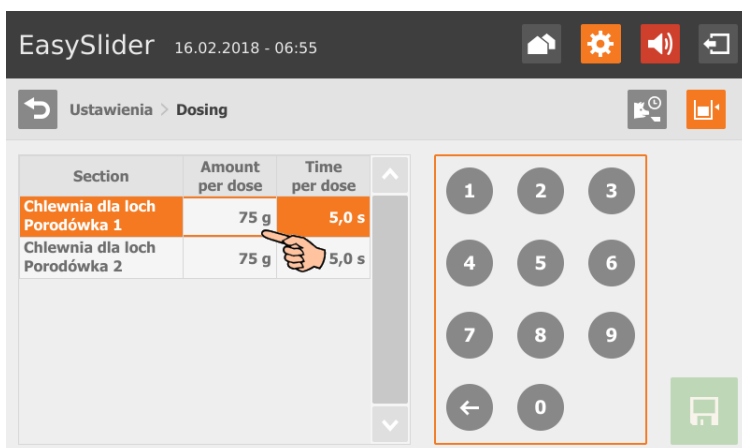 EasySlider 16.02.2018 - 06:55
Ustawienia > Dosing
Section Amount per dose Time per dose
Chlewnia dla loch
Porodówka 1 75 g 5,0 s
Chlewnia dla loch
Porodówka 2 75 g 5,0 s
1 2 3
4 5 6
7 8 9
← 0